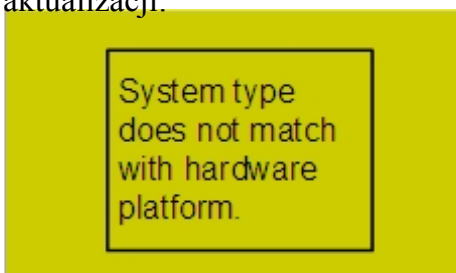 aktualizacji.
System type
does not match
with hardware
platform.